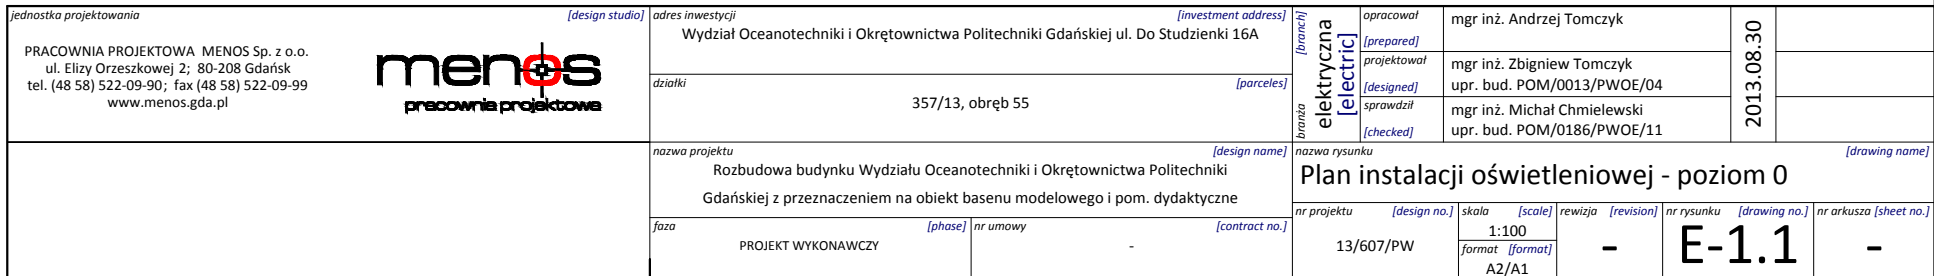 jednostka projektowania [design studio]
PRACOWNIA PROJEKTOWA MENOS Sp. z o.o.
ul. Elizy Orzeszkowej 2; 80-208 Gdańsk
tel. (48 58) 522-09-90; fax (48 58) 522-09-99
www.menos.gda.pl
menos
pracownia projektowa
adres inwestycji [investment address]
Wydział Oceanotechniki i Okrętownictwa Politechniki Gdańskiej ul. Do Studzienki 16A
działki [parceles]
357/13, obręb 55
branża [branch]
elektryczna
[electric]
opracował
[prepared]
mgr inż. Andrzej Tomczyk
projektował
[designed]
mgr inż. Zbigniew Tomczyk
upr. bud. POM/0013/PWOE/04
sprawdził
[checked]
mgr inż. Michał Chmielewski
upr. bud. POM/0186/PWOE/11
2013.08.30
nazwa projektu [design name]
Rozbudowa budynku Wydziału Oceanotechniki i Okrętownictwa Politechniki
Gdańskiej z przeznaczeniem na obiekt basenu modelowego i pom. dydaktyczne
faza [phase]
PROJEKT WYKONAWCZY
nr umowy [contract no.]
-
nazwa rysunku [drawing name]
Plan instalacji oświetleniowej - poziom 0
nr projektu [design no.]
13/607/PW
skala [scale]
1:100
format [format]
A2/A1
rewizja [revision]
-
nr rysunku [drawing no.]
E-1.1
nr arkusza [sheet no.]
-